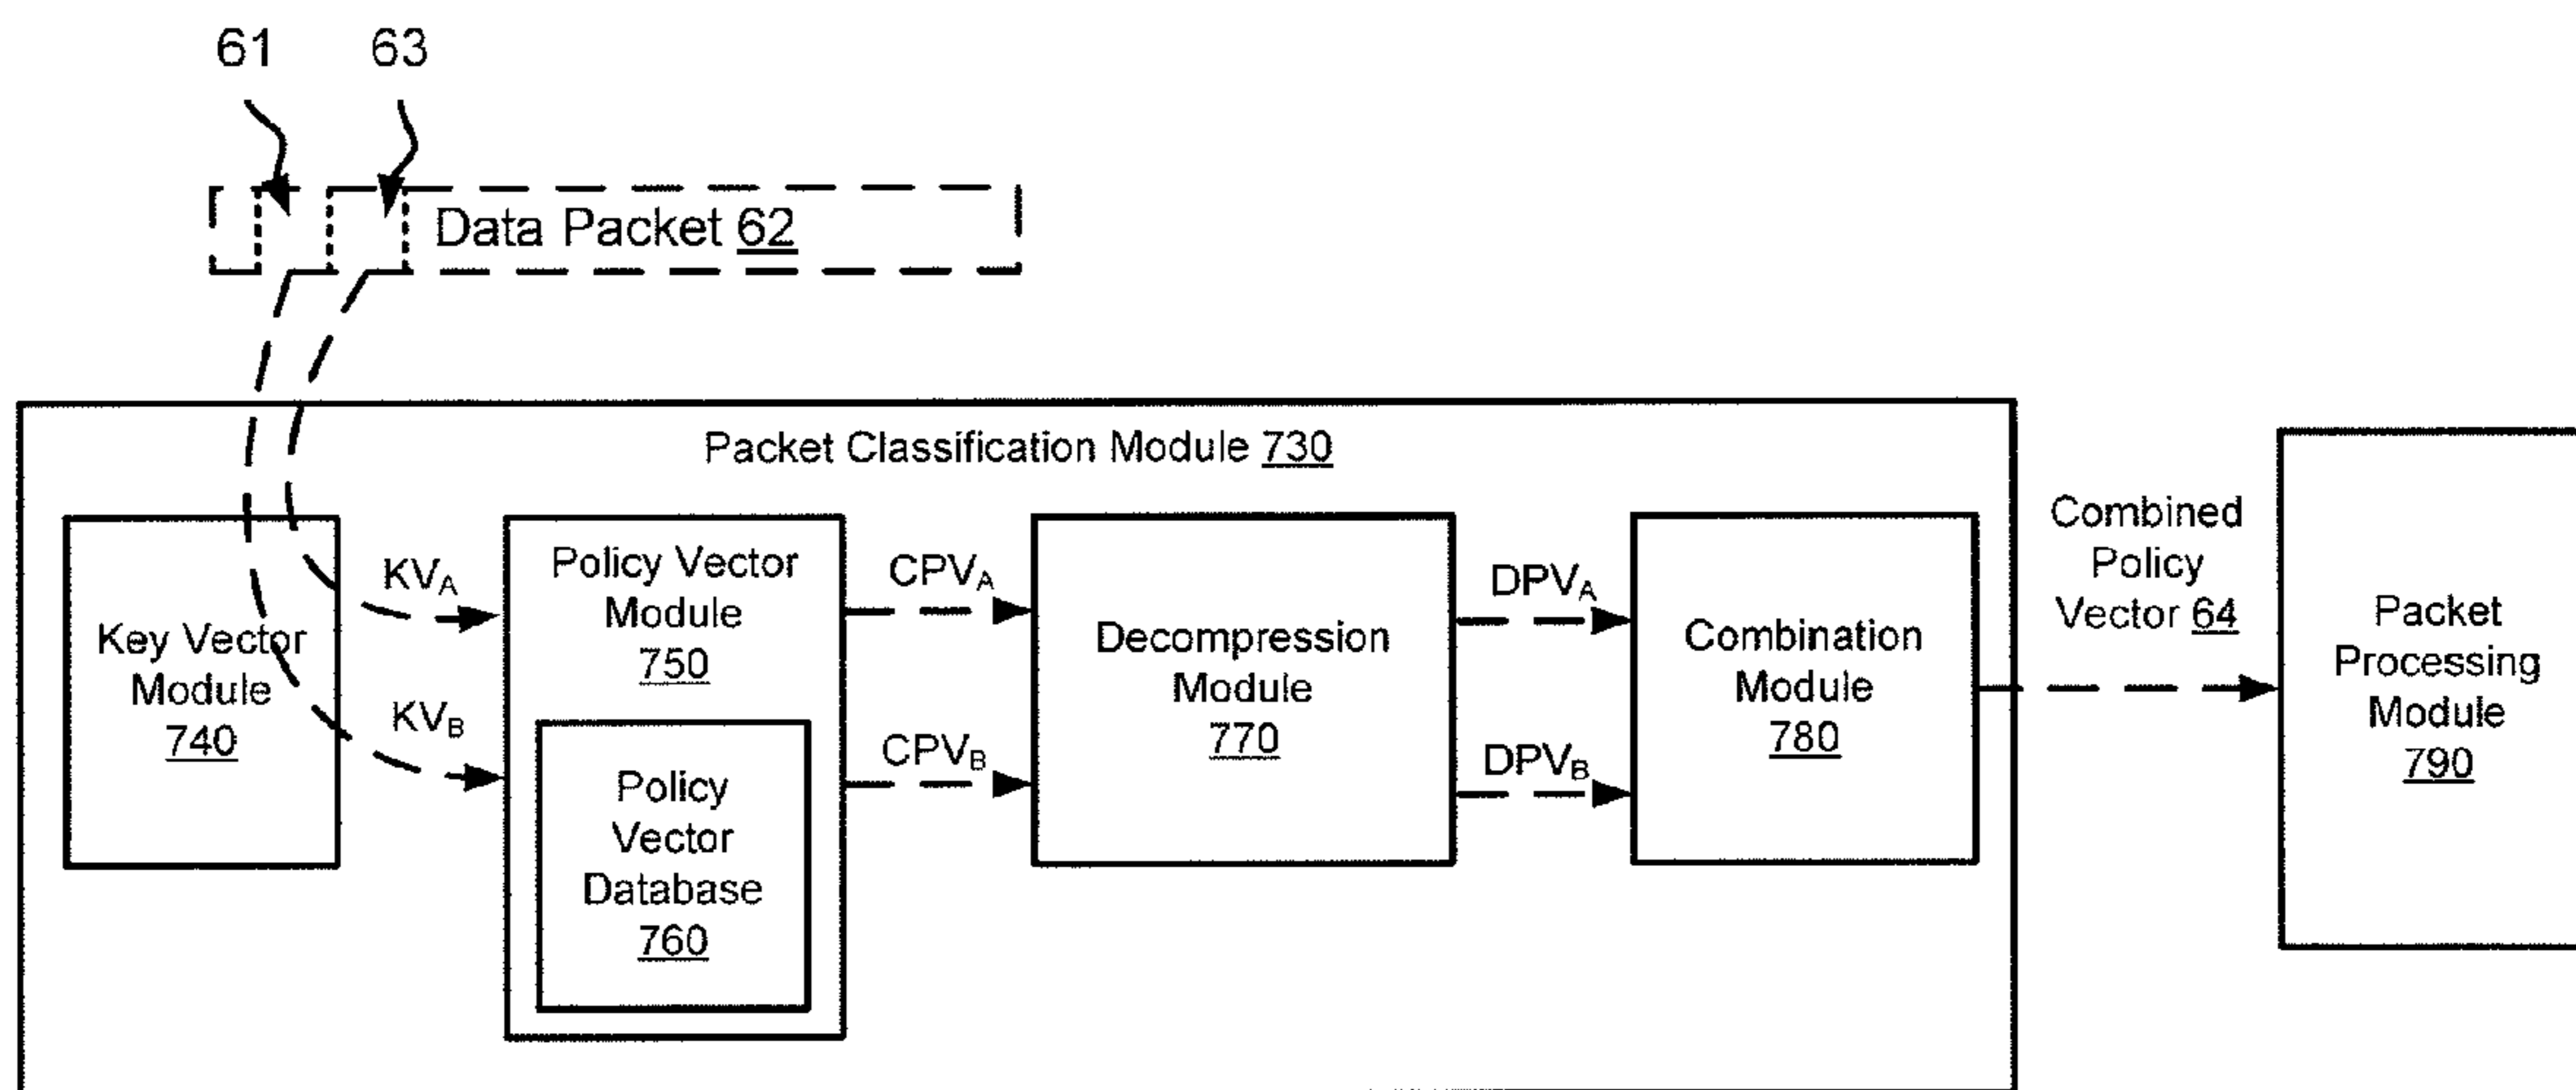 61 63
Data Packet 62
Packet Classification Module 730
Key Vector
Module
740
KVA
KVB
Policy Vector
Module
750
Policy
Vector
Database
760
CPVA
CPVB
Decompression
Module
770
DPVA
DPVB
Combination
Module
780
Combined
Policy
Vector 64
Packet
Processing
Module
790